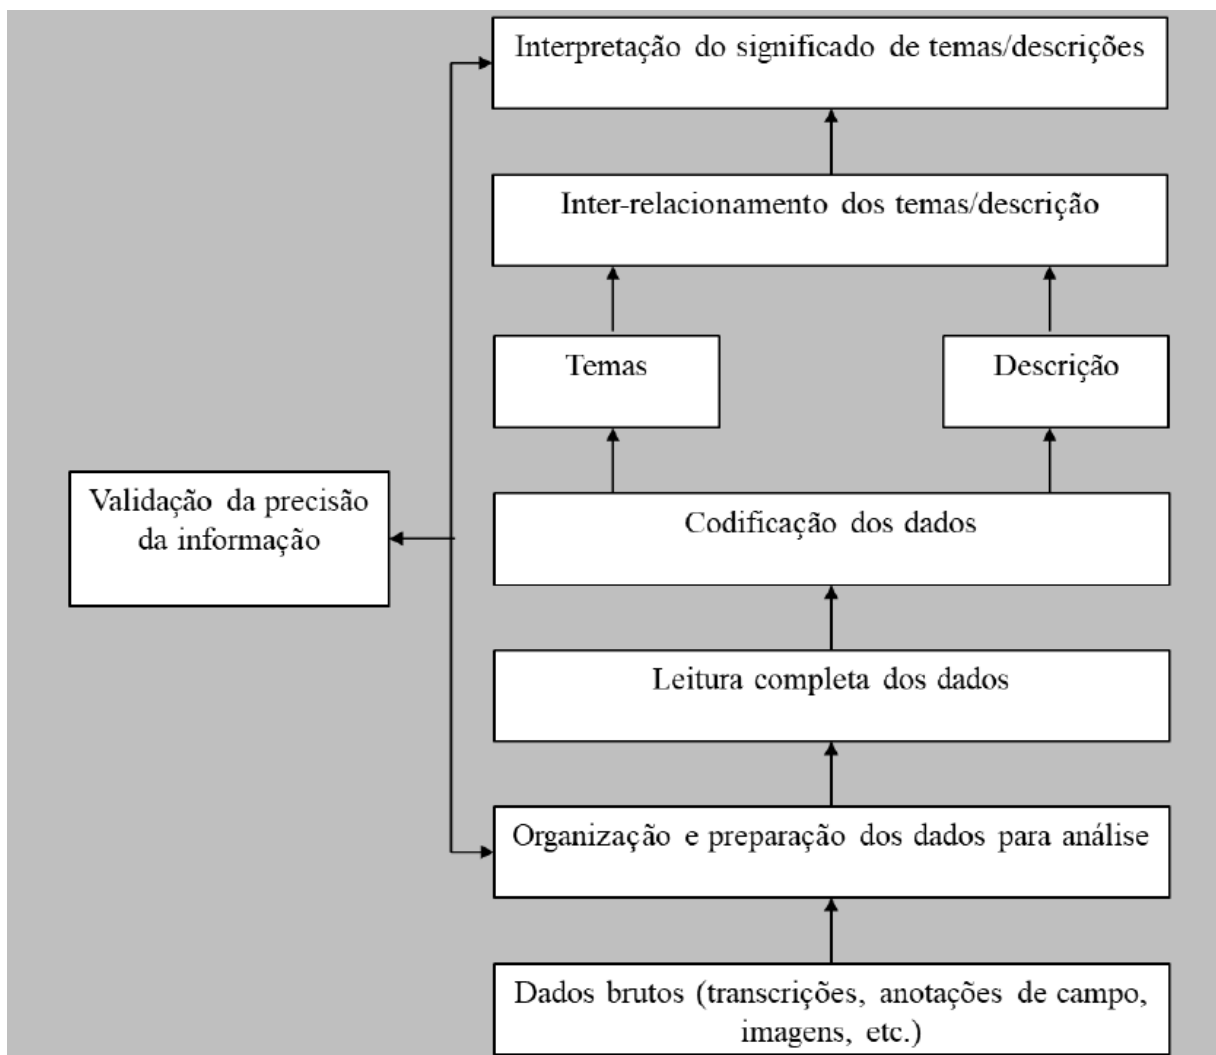 Interpretação do significado de temas/descrições
Inter-relacionamento dos temas/descrição
Temas
Descrição
Validação da precisão
da informação
Codificação dos dados
Leitura completa dos dados
Organização e preparação dos dados para análise
Dados brutos (transcrições, anotações de campo,
imagens, etc.)